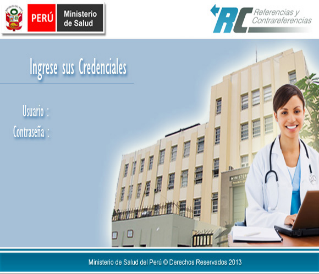 PERÚ
Ministerio
de Salud
RC
Referencias y
Contrareferencias
Ingrese sus Credenciales
Usuario :
Contraseña :
Ministerio de Salud del Perú © Derechos Reservados 2013